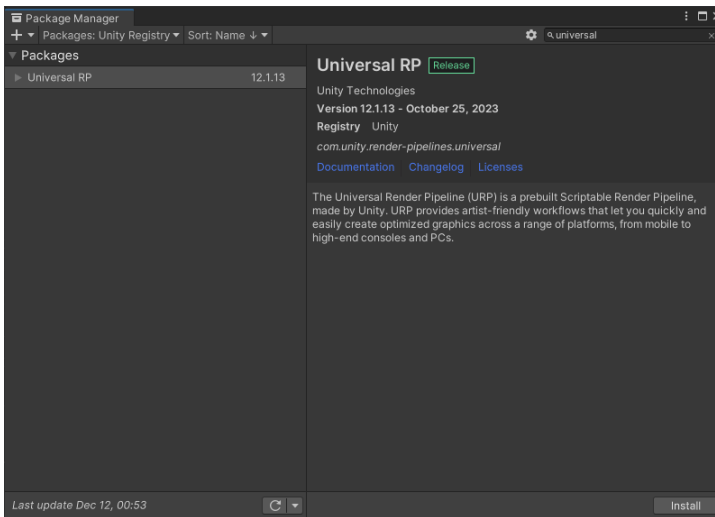 Package Manager
Packages: Unity Registry Sort: Name universal
Packages
Universal RP 12.1.13
Universal RP Release
Unity Technologies
Version 12.1.13 - October 25, 2023
Registry Unity
com.unity.render-pipelines.universal
Documentation Changelog Licenses
The Universal Render Pipeline (URP) is a prebuilt Scriptable Render Pipeline,
made by Unity. URP provides artist-friendly workflows that let you quickly and
easily create optimized graphics across a range of platforms, from mobile to
high-end consoles and PCs.
Last update Dec 12, 00:53
Install